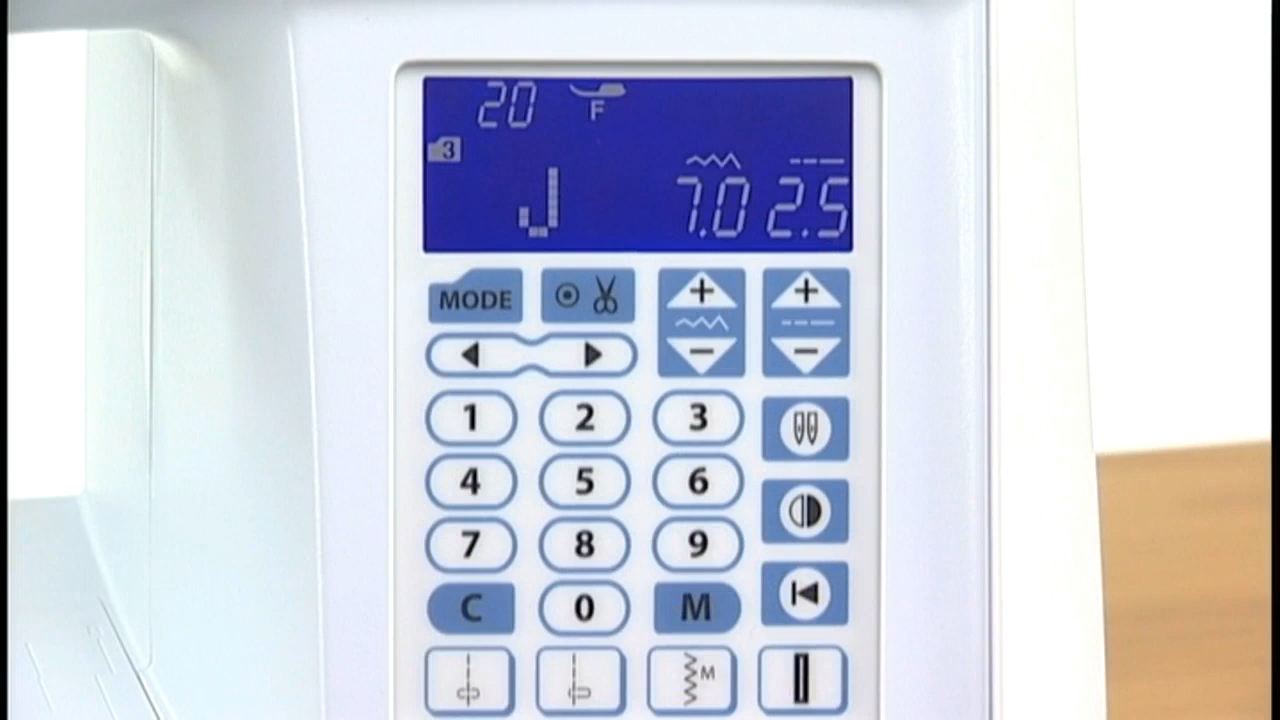 20 F
3
J 7.0 2.5
MODE + +
− −
1 2 3
4 5 6
7 8 9
C 0 M
M